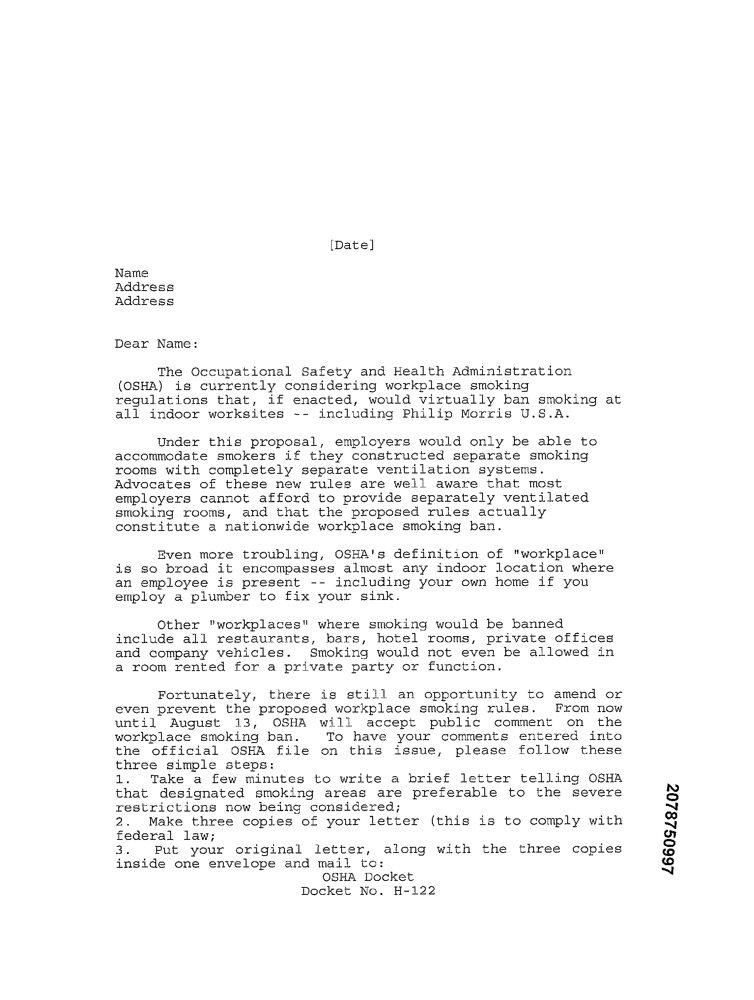 [Date]
Name
Address
Address
Dear Name:
The Occupational Safety and Health Administration
(OSHA) is currently considering workplace smoking
regulations that, if enacted, would virtually ban smoking at
all indoor worksites -- including Philip Morris U.S.A.
Under this proposal, employers would only be able to
accommodate smokers if they constructed separate smoking
rooms with completely separate ventilation systems.
Advocates of these new rules are well aware that most
employers cannot afford to provide separately ventilated
smoking rooms, and that the proposed rules actually
constitute a nationwide workplace smoking ban.
Even more troubling, OSHA's definition of "workplace"
is so broad it encompasses almost any indoor location where
an employee is present -- including your own home if you
employ a plumber to fix your sink.
Other "workplaces" where smoking would be banned
include all restaurants, bars, hotel rooms, private offices
and company vehicles. Smoking would not even be allowed in
a room rented for a private party or function.
Fortunately, there is still an opportunity to amend or
even prevent the proposed workplace smoking rules. From now
until August 13, OSHA will accept public comment on the
workplace smoking ban. To have your comments entered into
the official OSHA file on this issue, please follow these
three simple steps:
1. Take a few minutes to write a brief letter telling OSHA
that designated smoking areas are preferable to the severe
restrictions now being considered;
2. Make three copies of your letter (this is to comply with
federal law;
3. Put your original letter, along with the three copies
inside one envelope and mail to:
OSHA Docket
Docket No. H-122
2078750997